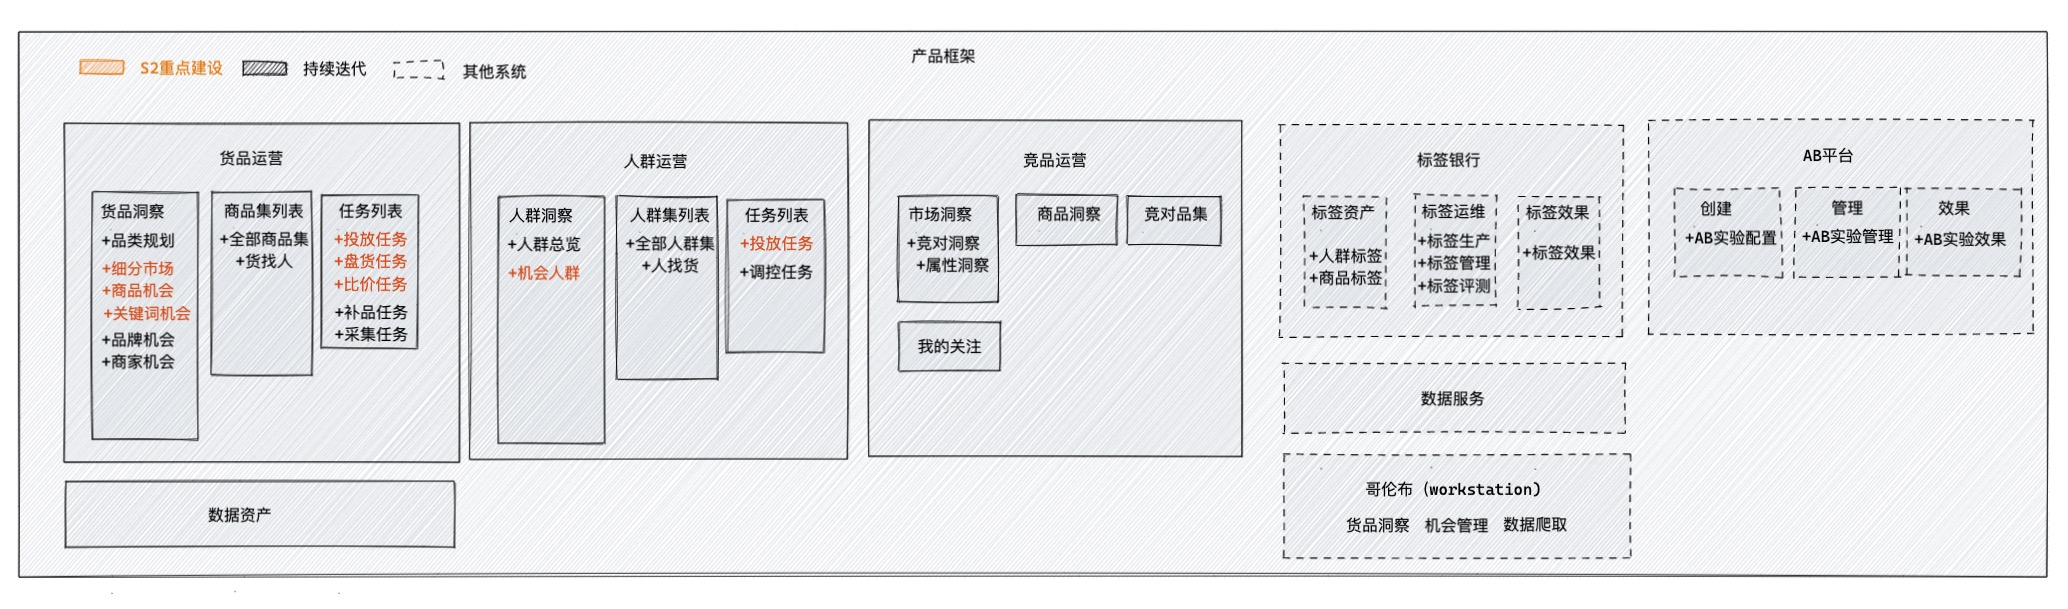 产品框架
S2重点建设
持续迭代
其他系统
货品运营
货品洞察
+品类规划
+细分市场
+商品机会
+关键词机会
+品牌机会
+商家机会
商品集列表
+全部商品集
+货找人
任务列表
+投放任务
+盘货任务
+比价任务
+补品任务
+采集任务
人群运营
人群洞察
+人群总览
+机会人群
人群集列表
+全部人群集
+人找货
任务列表
+投放任务
+调控任务
竞品运营
市场洞察
+竞对洞察
+属性洞察
商品洞察
竞对品集
我的关注
标签银行
标签资产
+人群标签
+商品标签
标签运维
+标签生产
+标签管理
+标签评测
标签效果
+标签效果
AB平台
创建
+AB实验配置
管理
+AB实验管理
效果
+AB实验效果
数据服务
哥伦布（workstation）
货品洞察 机会管理 数据爬取
数据资产